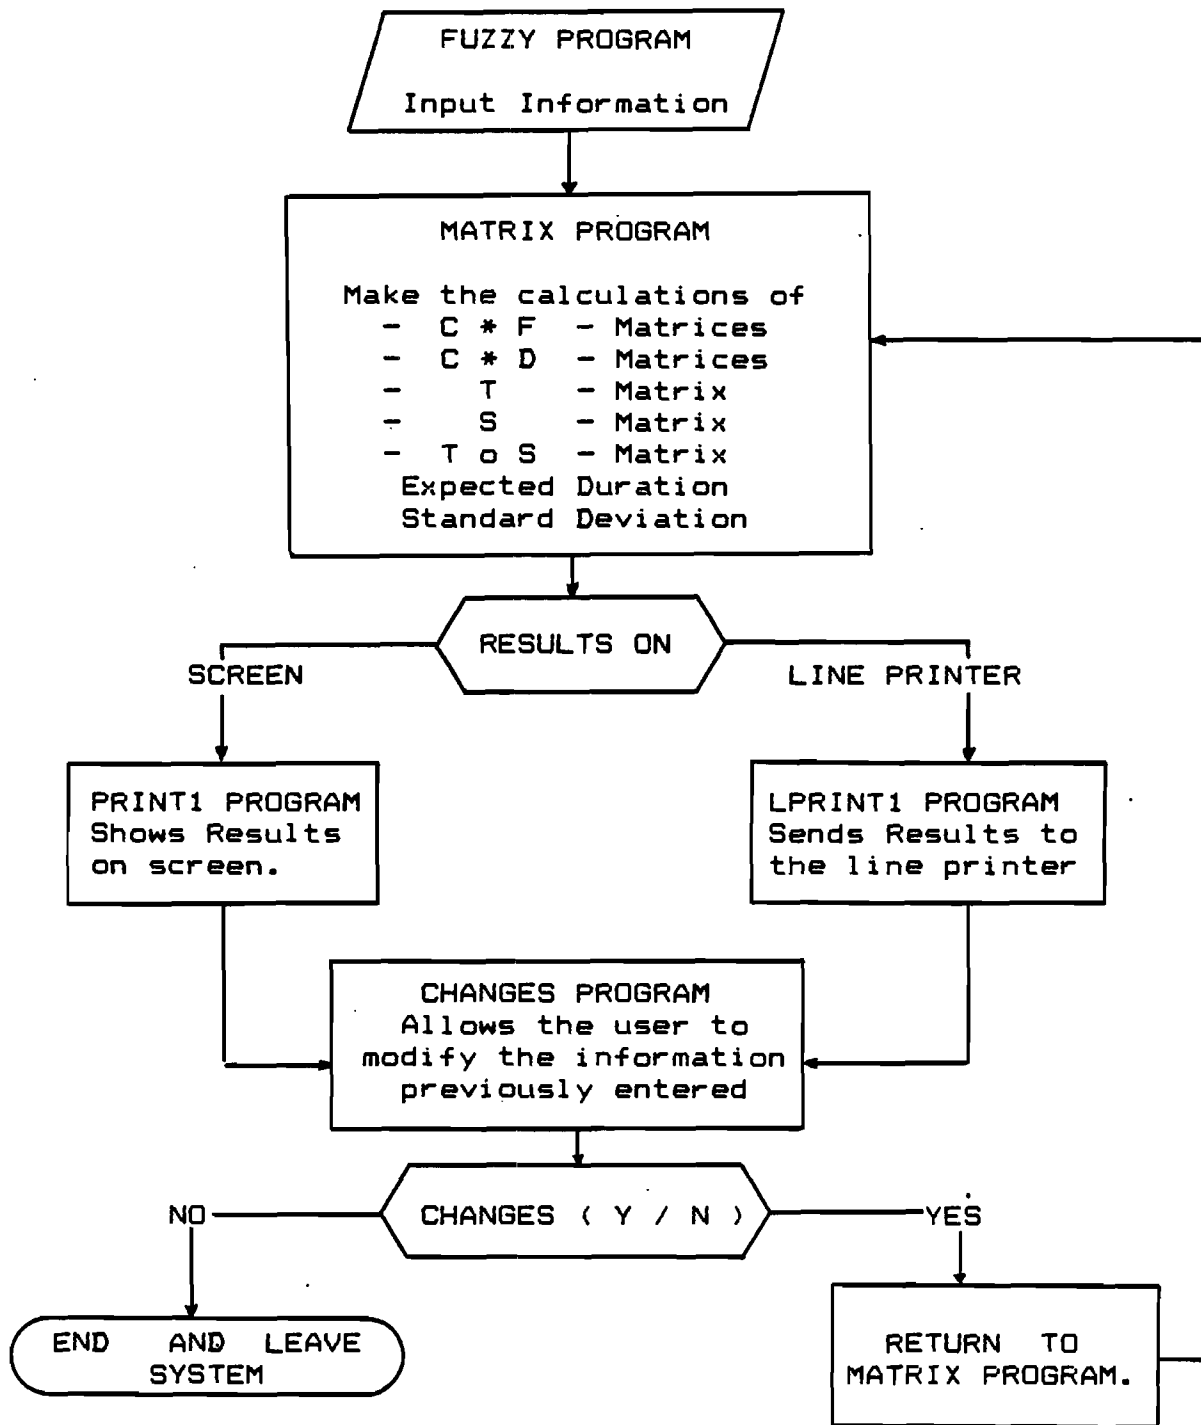 FUZZY PROGRAM
Input Information
MATRIX PROGRAM
Make the calculations of
- C * F - Matrices
- C * D - Matrices
- T - Matrix
- S - Matrix
- T o S - Matrix
Expected Duration
Standard Deviation
RESULTS ON
SCREEN
LINE PRINTER
PRINT1 PROGRAM
Shows Results
on screen.
LPRINT1 PROGRAM
Sends Results to
the line printer
CHANGES PROGRAM
Allows the user to
modify the information
previously entered
CHANGES ( Y / N )
NO
YES
END AND LEAVE
SYSTEM
RETURN TO
MATRIX PROGRAM.